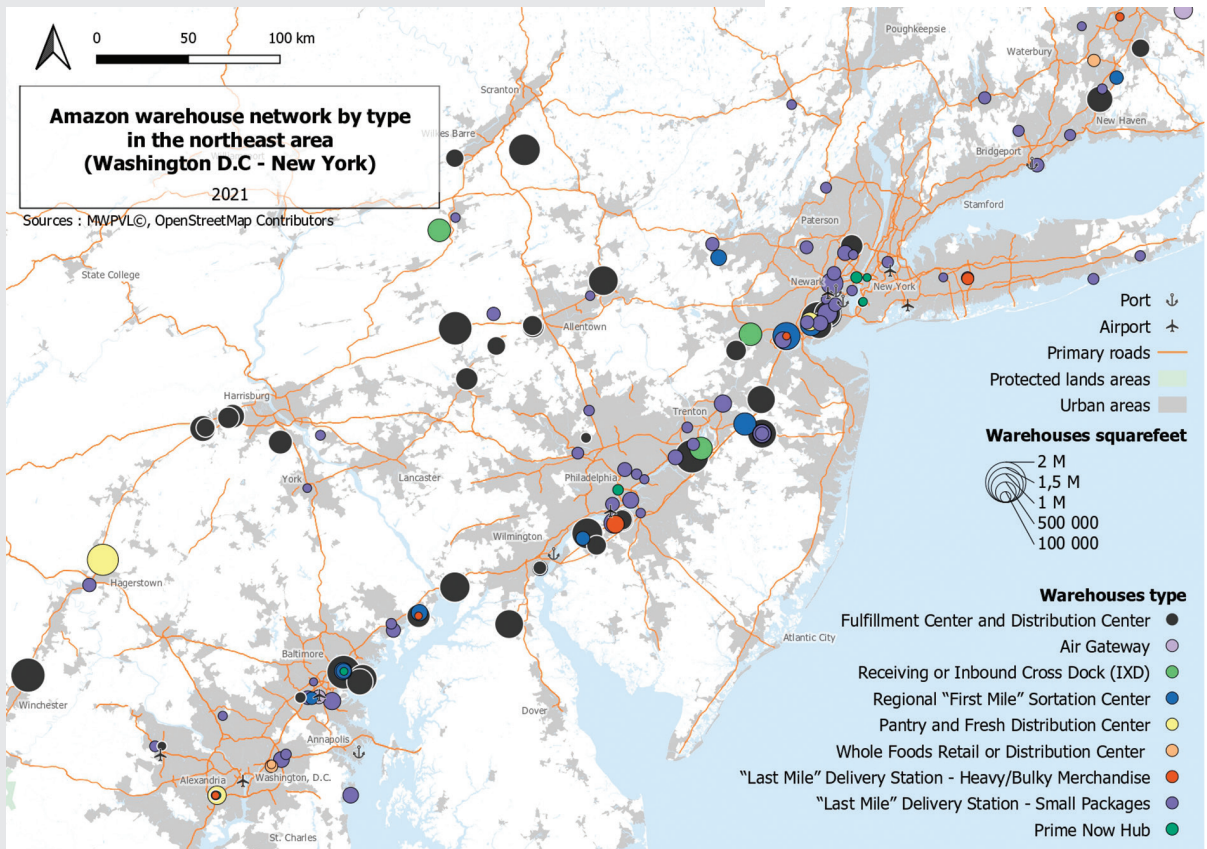 0 50 100 km
Amazon warehouse network by type
in the northeast area
(Washington D.C - New York)
2021
Sources : MWPVL©, OpenStreetMap Contributors
Poughkeepsie
Waterbury
Scranton
Wilkes Barre
New Haven
Bridgeport
Stamford
Paterson
State College
Newark
New York
Allentown
Harrisburg
Trenton
York
Lancaster
Philadelphia
Wilmington
Hagerstown
Atlantic City
Baltimore
Winchester
Dover
Annapolis
Alexandria
Washington, D.C.
St. Charles
Port
Airport
Primary roads
Protected lands areas
Urban areas
Warehouses squarefeet
2 M
1,5 M
1 M
500 000
100 000
Warehouses type
Fulfillment Center and Distribution Center
Air Gateway
Receiving or Inbound Cross Dock (IXD)
Regional “First Mile” Sortation Center
Pantry and Fresh Distribution Center
Whole Foods Retail or Distribution Center
“Last Mile” Delivery Station - Heavy/Bulky Merchandise
“Last Mile” Delivery Station - Small Packages
Prime Now Hub